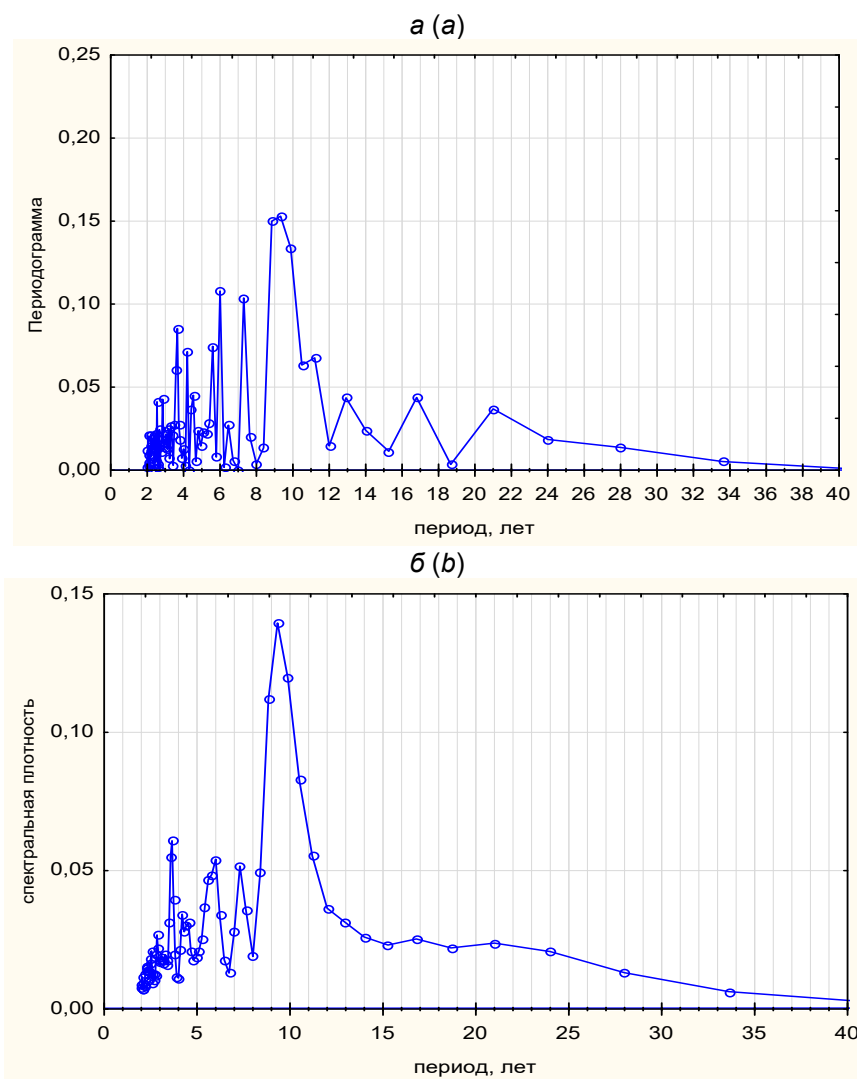 а (a)
0,25
0,20
0,15
0,10
0,05
0,00
Периодограмма
0 2 4 6 8 10 12 14 16 18 20 22 24 26 28 30 32 34 36 38 40
период, лет
б (b)
0,15
0,10
0,05
0,00
спектральная плотность
0 5 10 15 20 25 30 35 40
период, лет